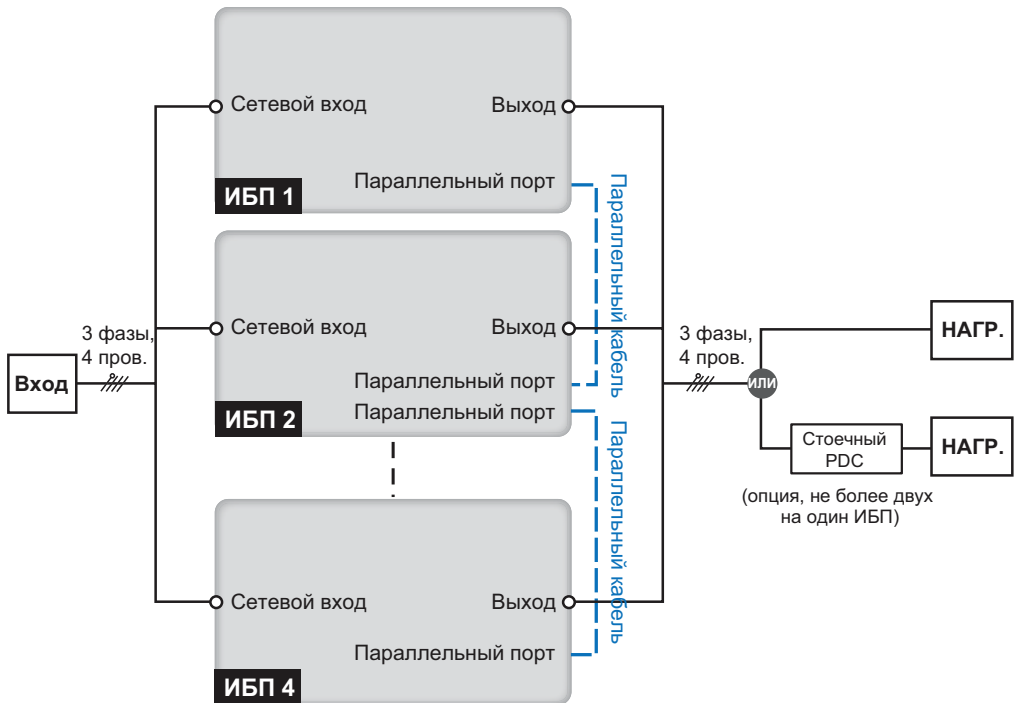 Сетевой вход
Выход
Параллельный порт
ИБП 1
Параллельный кабель
Сетевой вход
Выход
Параллельный порт
Параллельный порт
ИБП 2
Параллельный кабель
Сетевой вход
Выход
Параллельный порт
ИБП 4
3 фазы,
4 пров.
Вход
3 фазы,
4 пров.
ИЛИ
НАГР.
Стоечный
PDC
НАГР.
(опция, не более двух
на один ИБП)